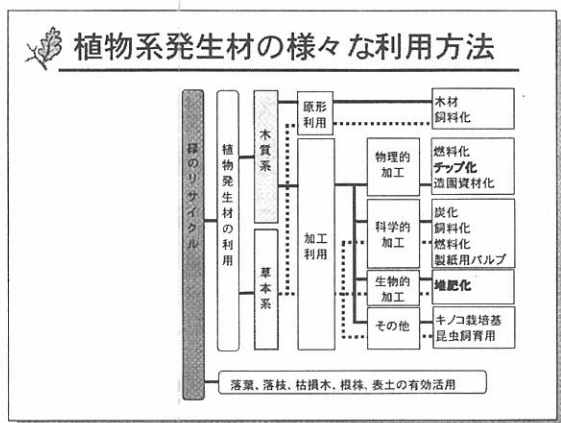 植物系発生材の様々な利用方法
緑のリサイクル
植物発生材の利用
木質系
草本系
原形
利用
加工
利用
木材
飼料化
物理的
加工
燃料化
チップ化
造園資材化
科学的
加工
炭化
飼料化
燃料化
製紙用パルプ
生物的
加工
堆肥化
その他
キノコ栽培基
昆虫飼育用
落葉、落枝、枯損木、根株、表土の有効活用